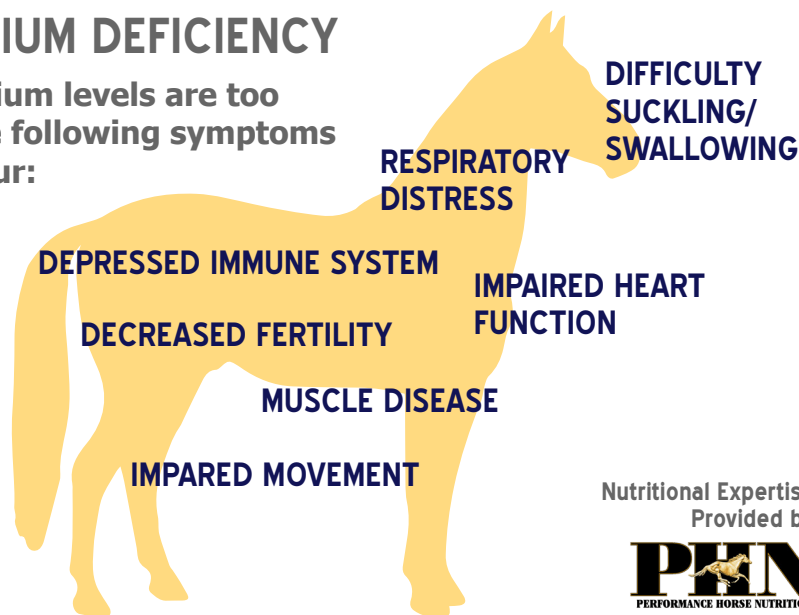 IUM DEFICIENCY
ium levels are too
following symptoms
ur:
DIFFICULTY
SUCKLING/
SWALLOWING
RESPIRATORY
DISTRESS
DEPRESSED IMMUNE SYSTEM
IMPAIRED HEART
FUNCTION
DECREASED FERTILITY
MUSCLE DISEASE
IMPARED MOVEMENT
Nutritional Expertis
Provided b
PHN
PERFORMANCE HORSE NUTRITIO